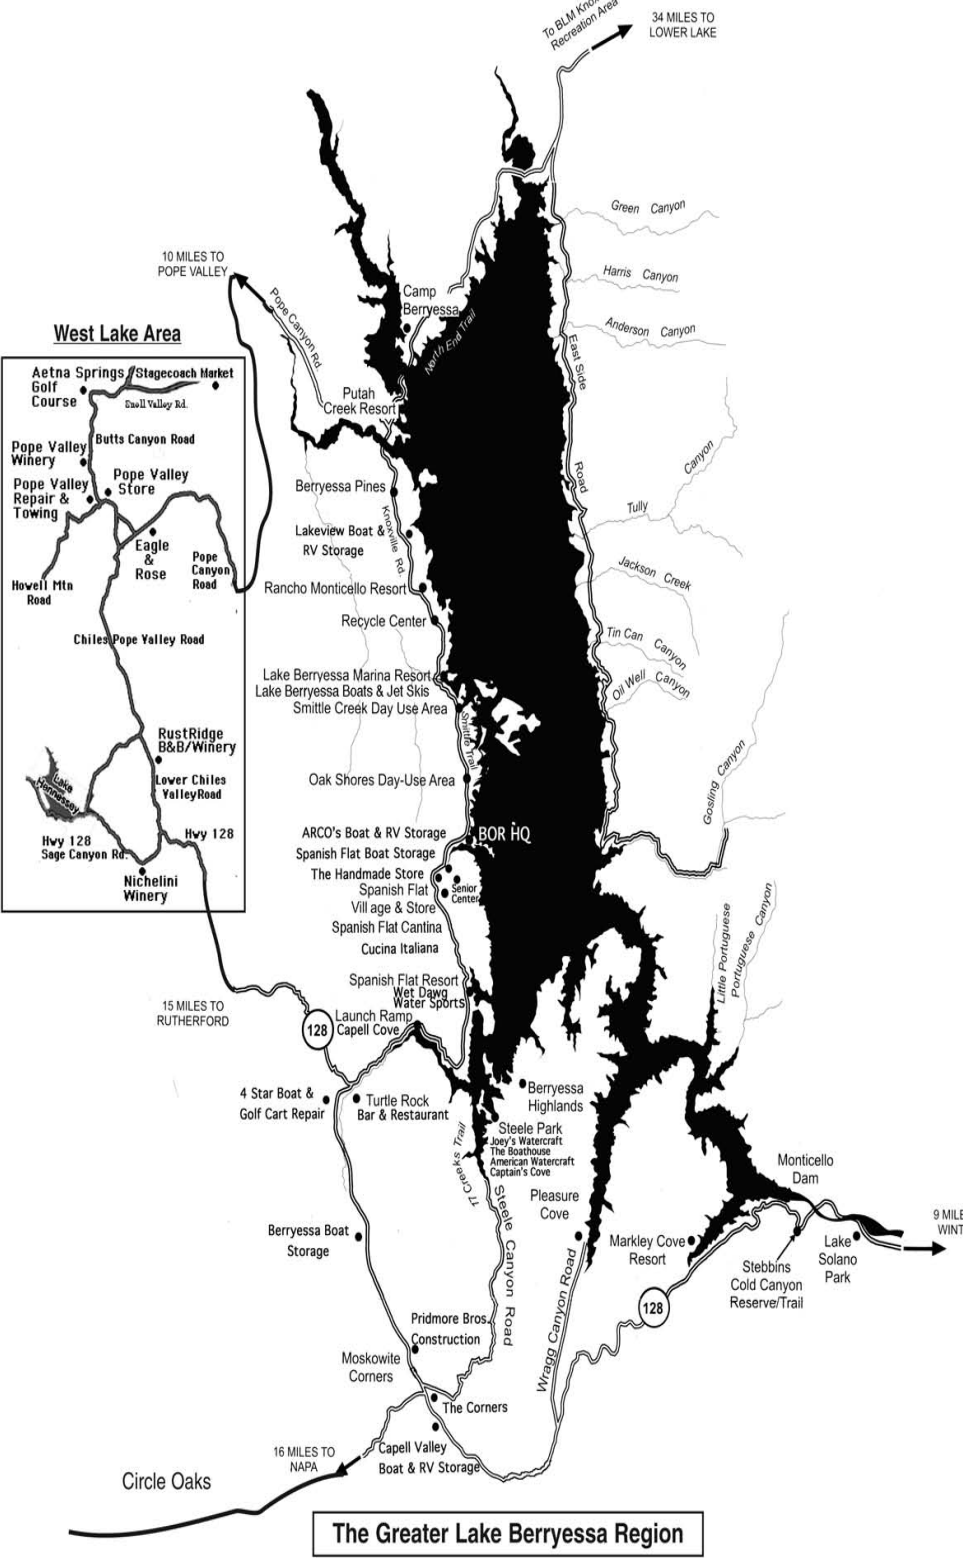 To BLM Knox
Recreation Area
34 MILES TO
LOWER LAKE
Green Canyon
Harris Canyon
Anderson Canyon
10 MILES TO
POPE VALLEY
Pope Canyon Rd.
Camp
Berryessa
North End Trail
East Side
Road
Putah
Creek Resort
West Lake Area
Aetna Springs
Golf
Course
Stagecoach Market
Snell Valley Rd.
Butts Canyon Road
Pope Valley
Winery
Pope Valley
Repair &
Towing
Pope Valley
Store
Eagle
&
Rose
Pope
Canyon
Road
Howell Mtn
Road
Chiles Pope Valley Road
RustRidge
B&B/Winery
Lower Chiles
Valley Road
Lake
Hennessey
Hwy 128
Hwy 128
Sage Canyon Rd.
Nichelini
Winery
Berryessa Pines
Knoxville Rd.
Lakeview Boat &
RV Storage
Rancho Monticello Resort
Recycle Center
Lake Berryessa Marina Resort
Lake Berryessa Boats & Jet Skis
Smittle Creek Day Use Area
Smittle Trail
Oak Shores Day-Use Area
ARCO's Boat & RV Storage
BOR HQ
Spanish Flat Boat Storage
The Handmade Store
Spanish Flat
Village & Store
Senior
Center
Spanish Flat Cantina
Cucina Italiana
Spanish Flat Resort
Wet Dawg
Water Sports
Launch Ramp
Capell Cove
Tully
Canyon
Jackson Creek
Tin Can Canyon
Oil Well Canyon
Gosling Canyon
Little Portuguese
Portuguese Canyon
15 MILES TO
RUTHERFORD
128
4 Star Boat &
Golf Cart Repair
Turtle Rock
Bar & Restaurant
Berryessa
Highlands
Steele Park
Joey's Watercraft
The Boathouse
American Watercraft
Captain's Cove
17 Creeks Trail
Steele Canyon Road
Pleasure
Cove
Wragg Canyon Road
Berryessa Boat
Storage
Markley Cove
Resort
Monticello
Dam
Stebbins
Cold Canyon
Reserve/Trail
Lake
Solano
Park
9 MILE
WINT
128
Pridmore Bros.
Construction
Moskowite
Corners
The Corners
Capell Valley
Boat & RV Storage
16 MILES TO
NAPA
Circle Oaks
The Greater Lake Berryessa Region